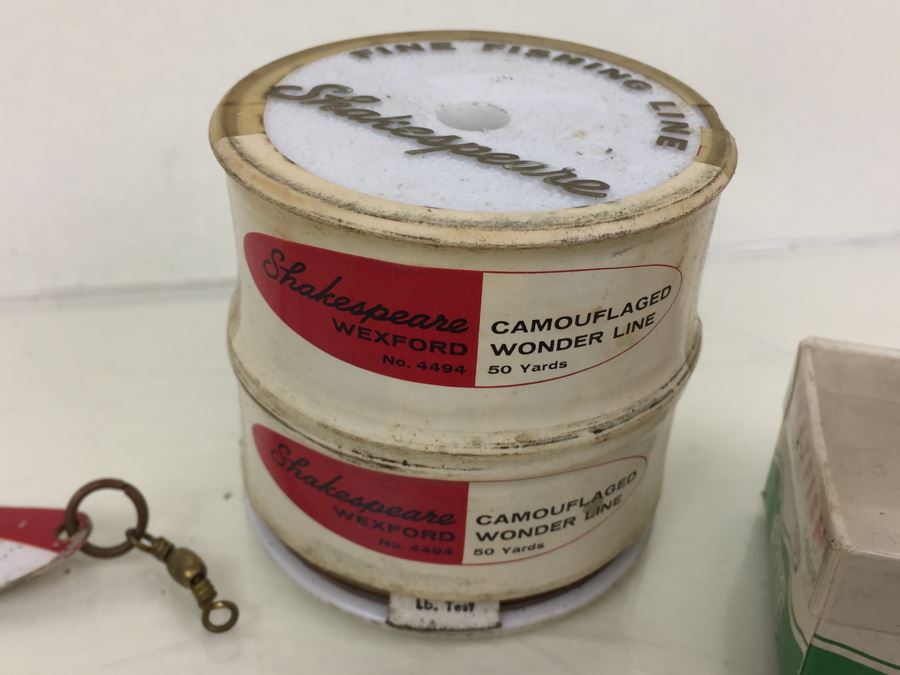 FINE FISHING LINE
Shakespeare
Shakespeare
WEXFORD
No. 4494
CAMOUFLAGED
WONDER LINE
50 Yards
Shakespeare
WEXFORD
No. 4494
CAMOUFLAGED
WONDER LINE
50 Yards
Lb. Test